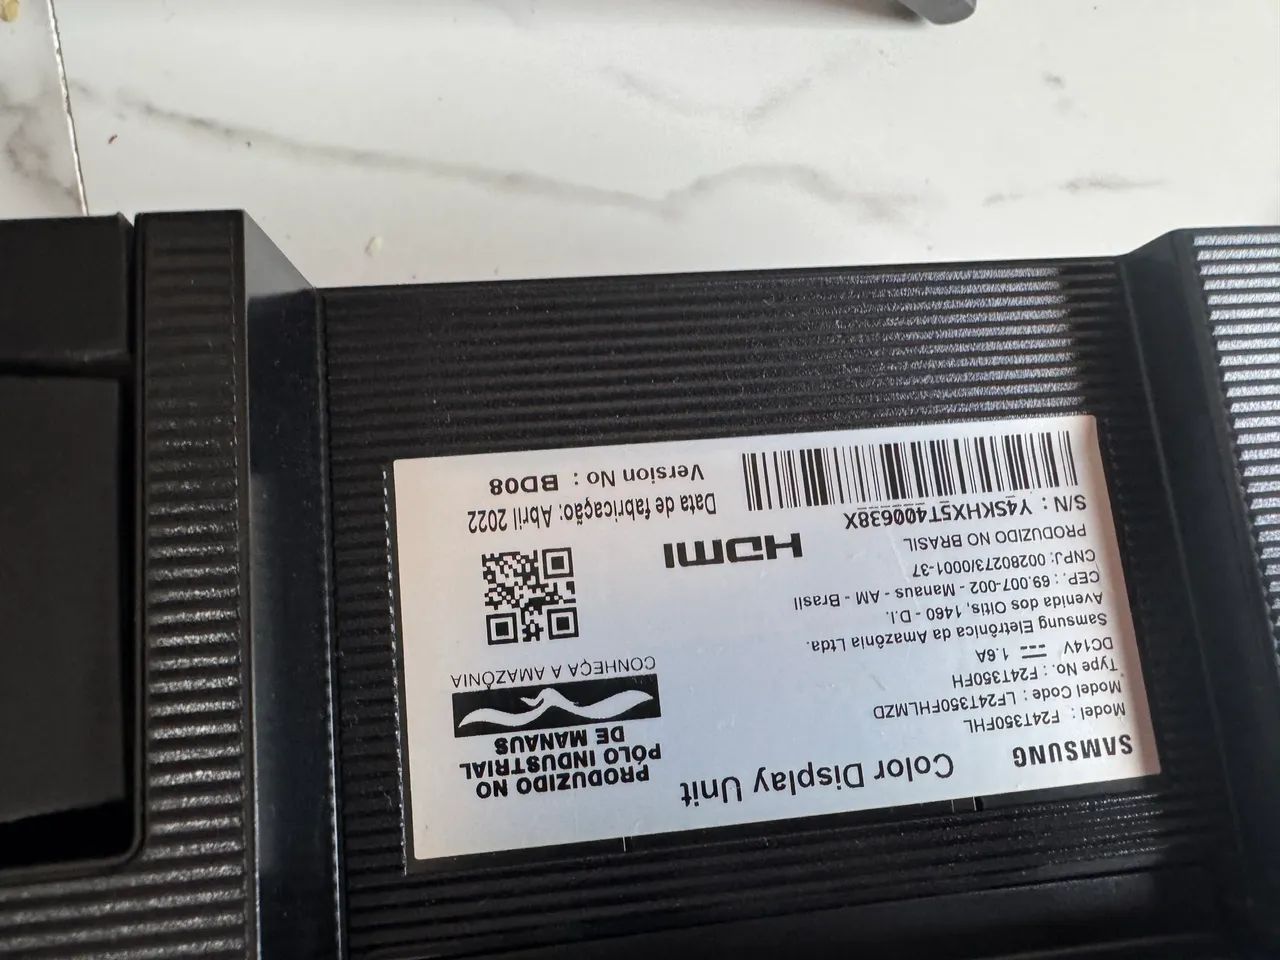 SAMSUNG
Color Display Unit
Model : F24T350FHL
Model Code : LF24T350FHLMZD
Type No. : F24T350FH
DC14V ⎓ 1.6A
Samsung Eletrônica da Amazônia Ltda.
Avenida dos Oitis, 1460 - D.I.
CEP.: 69.007-002 - Manaus - AM - Brasil
CNPJ: 00280273/0001-37
PRODUZIDO NO BRASIL
S/N : Y4SKHX5T400638X
PRODUZIDO NO
PÓLO INDUSTRIAL
DE MANAUS
CONHEÇA A AMAZÔNIA
HDMI
Data de fabricação: Abril 2022
Version No : BD08